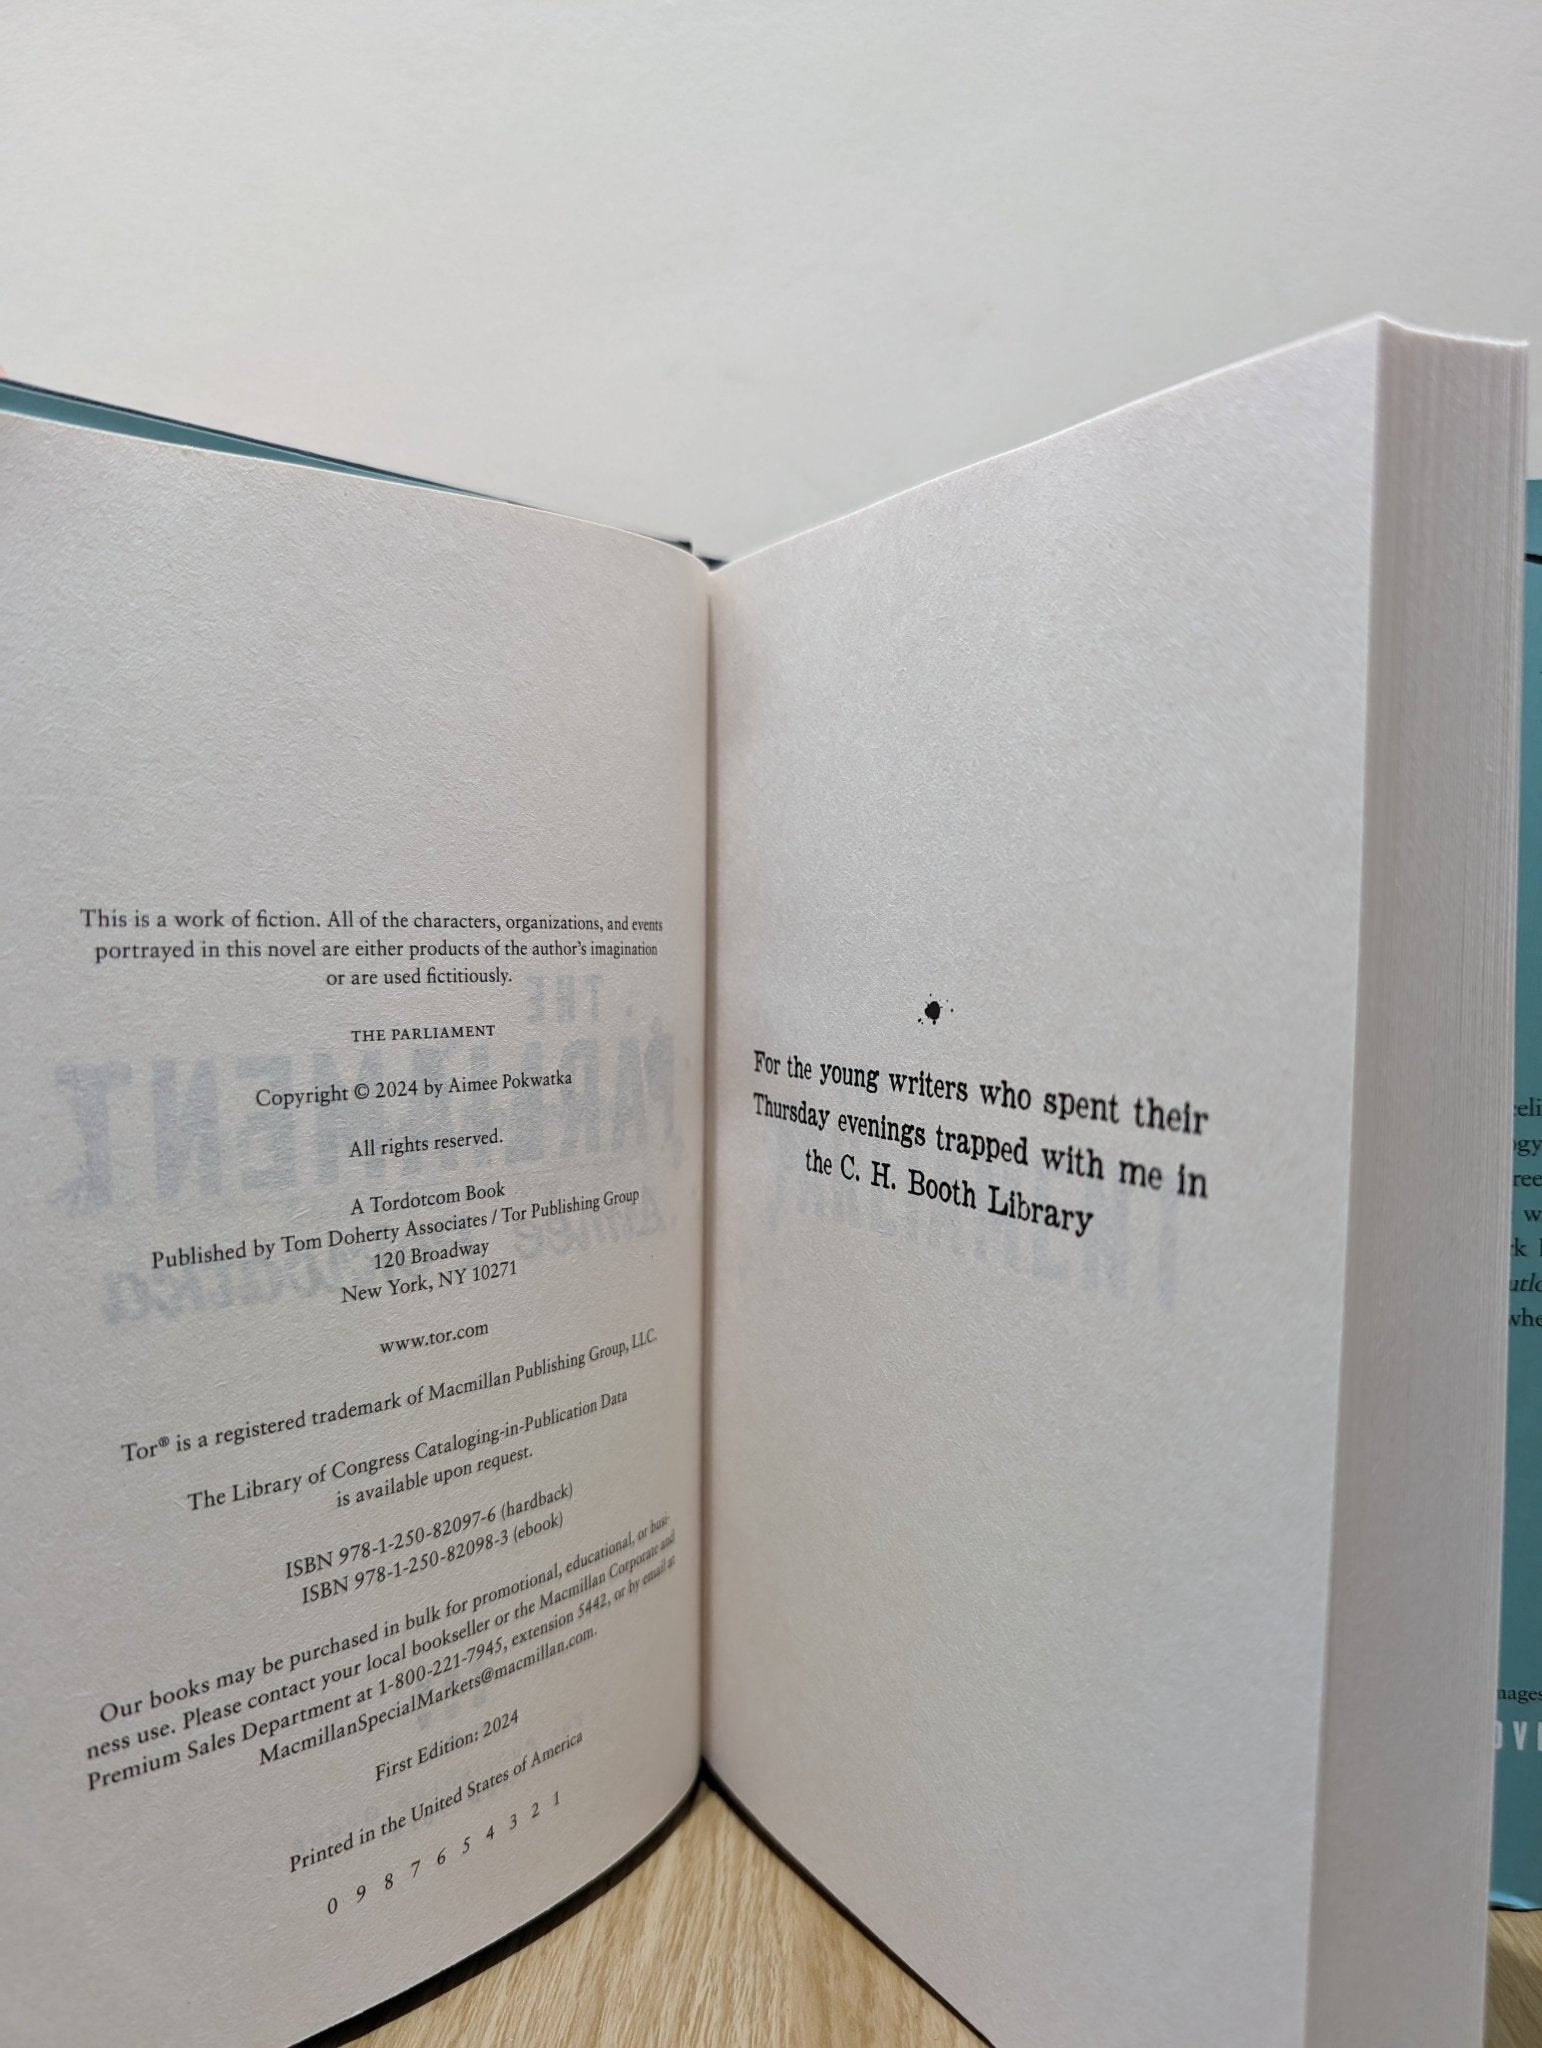 This is a work of fiction. All of the characters, organizations, and events
portrayed in this novel are either products of the author's imagination
or are used fictitiously.
THE PARLIAMENT
Copyright © 2024 by Aimee Pokwatka
All rights reserved.
A Tordotcom Book
Published by Tom Doherty Associates / Tor Publishing Group
120 Broadway
New York, NY 10271
www.tor.com
Tor® is a registered trademark of Macmillan Publishing Group, LLC.
The Library of Congress Cataloging-in-Publication Data
is available upon request.
ISBN 978-1-250-82097-6 (hardback)
ISBN 978-1-250-82098-3 (ebook)
Our books may be purchased in bulk for promotional, educational, or busi-
ness use. Please contact your local bookseller or the Macmillan Corporate and
Premium Sales Department at 1-800-221-7945, extension 5442, or by email at
MacmillanSpecialMarkets@macmillan.com.
First Edition: 2024
Printed in the United States of America
0 9 8 7 6 5 4 3 2 1
For the young writers who spent their
Thursday evenings trapped with me in
the C. H. Booth Library